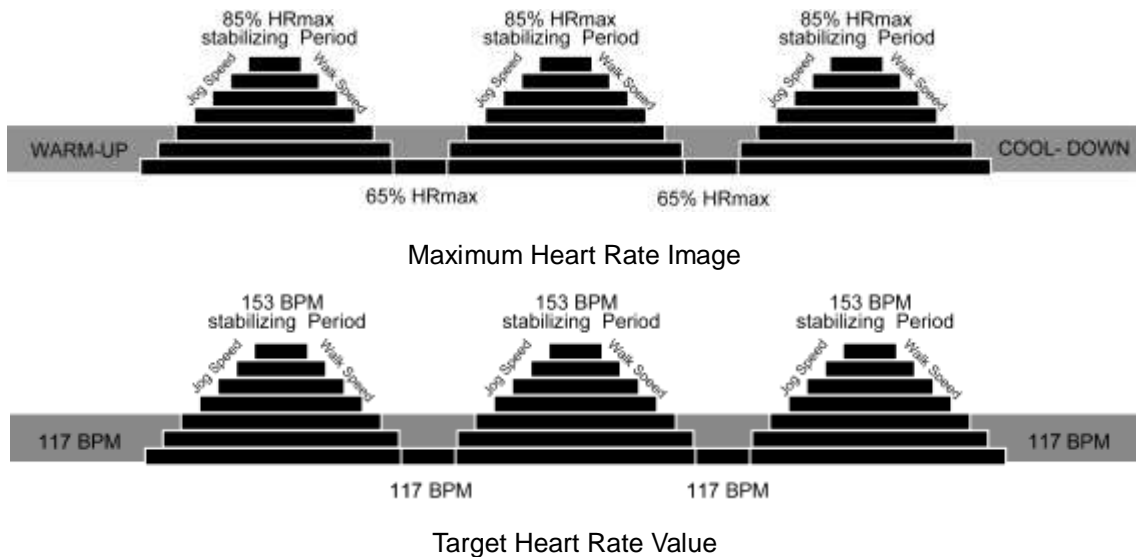 85% HRmax
stabilizing Period
Jog Speed
Walk Speed
85% HRmax
stabilizing Period
Jog Speed
Walk Speed
85% HRmax
stabilizing Period
Jog Speed
Walk Speed
WARM-UP
COOL- DOWN
65% HRmax
65% HRmax
Maximum Heart Rate Image
153 BPM
stabilizing Period
Jog Speed
Walk Speed
153 BPM
stabilizing Period
Jog Speed
Walk Speed
153 BPM
stabilizing Period
Jog Speed
Walk Speed
117 BPM
117 BPM
117 BPM
117 BPM
Target Heart Rate Value